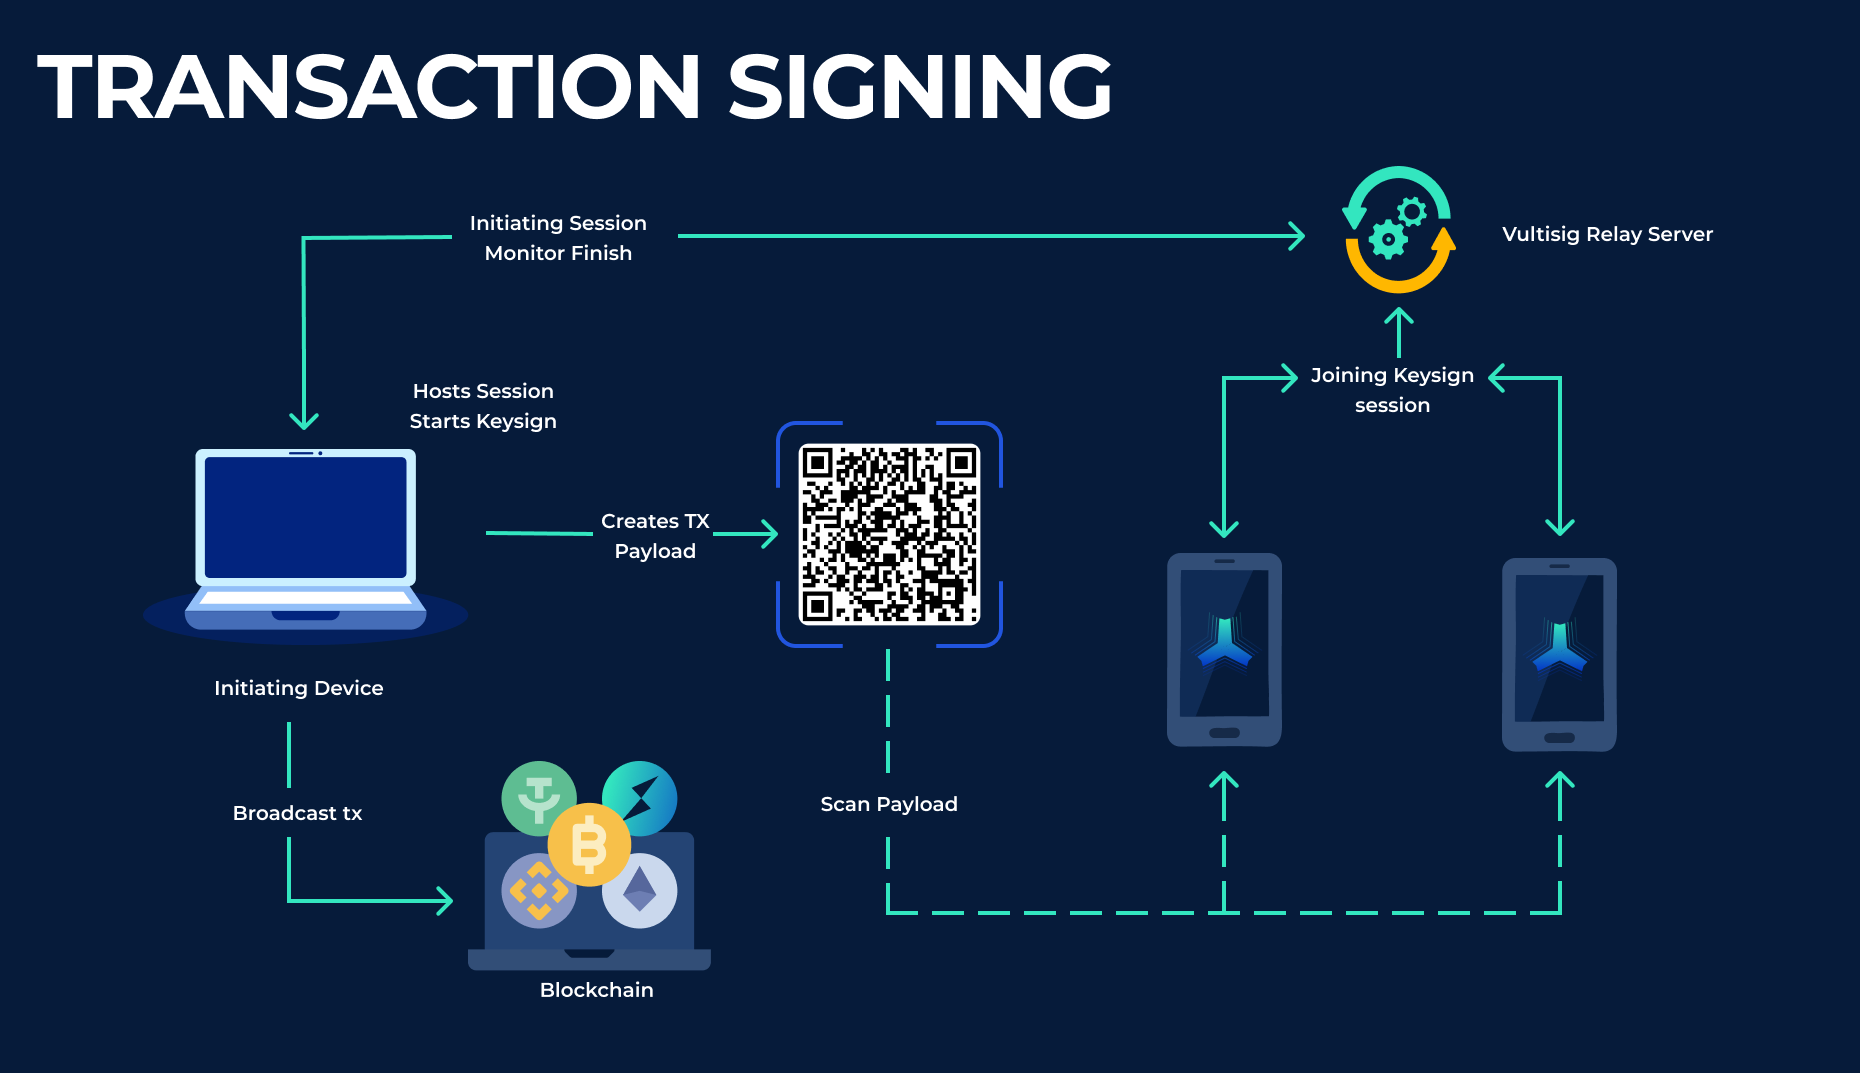 TRANSACTION SIGNING
Initiating Session
Monitor Finish
Vultisig Relay Server
Joining Keysign
session
Hosts Session
Starts Keysign
Creates TX
Payload
Initiating Device
Broadcast tx
Scan Payload
Blockchain